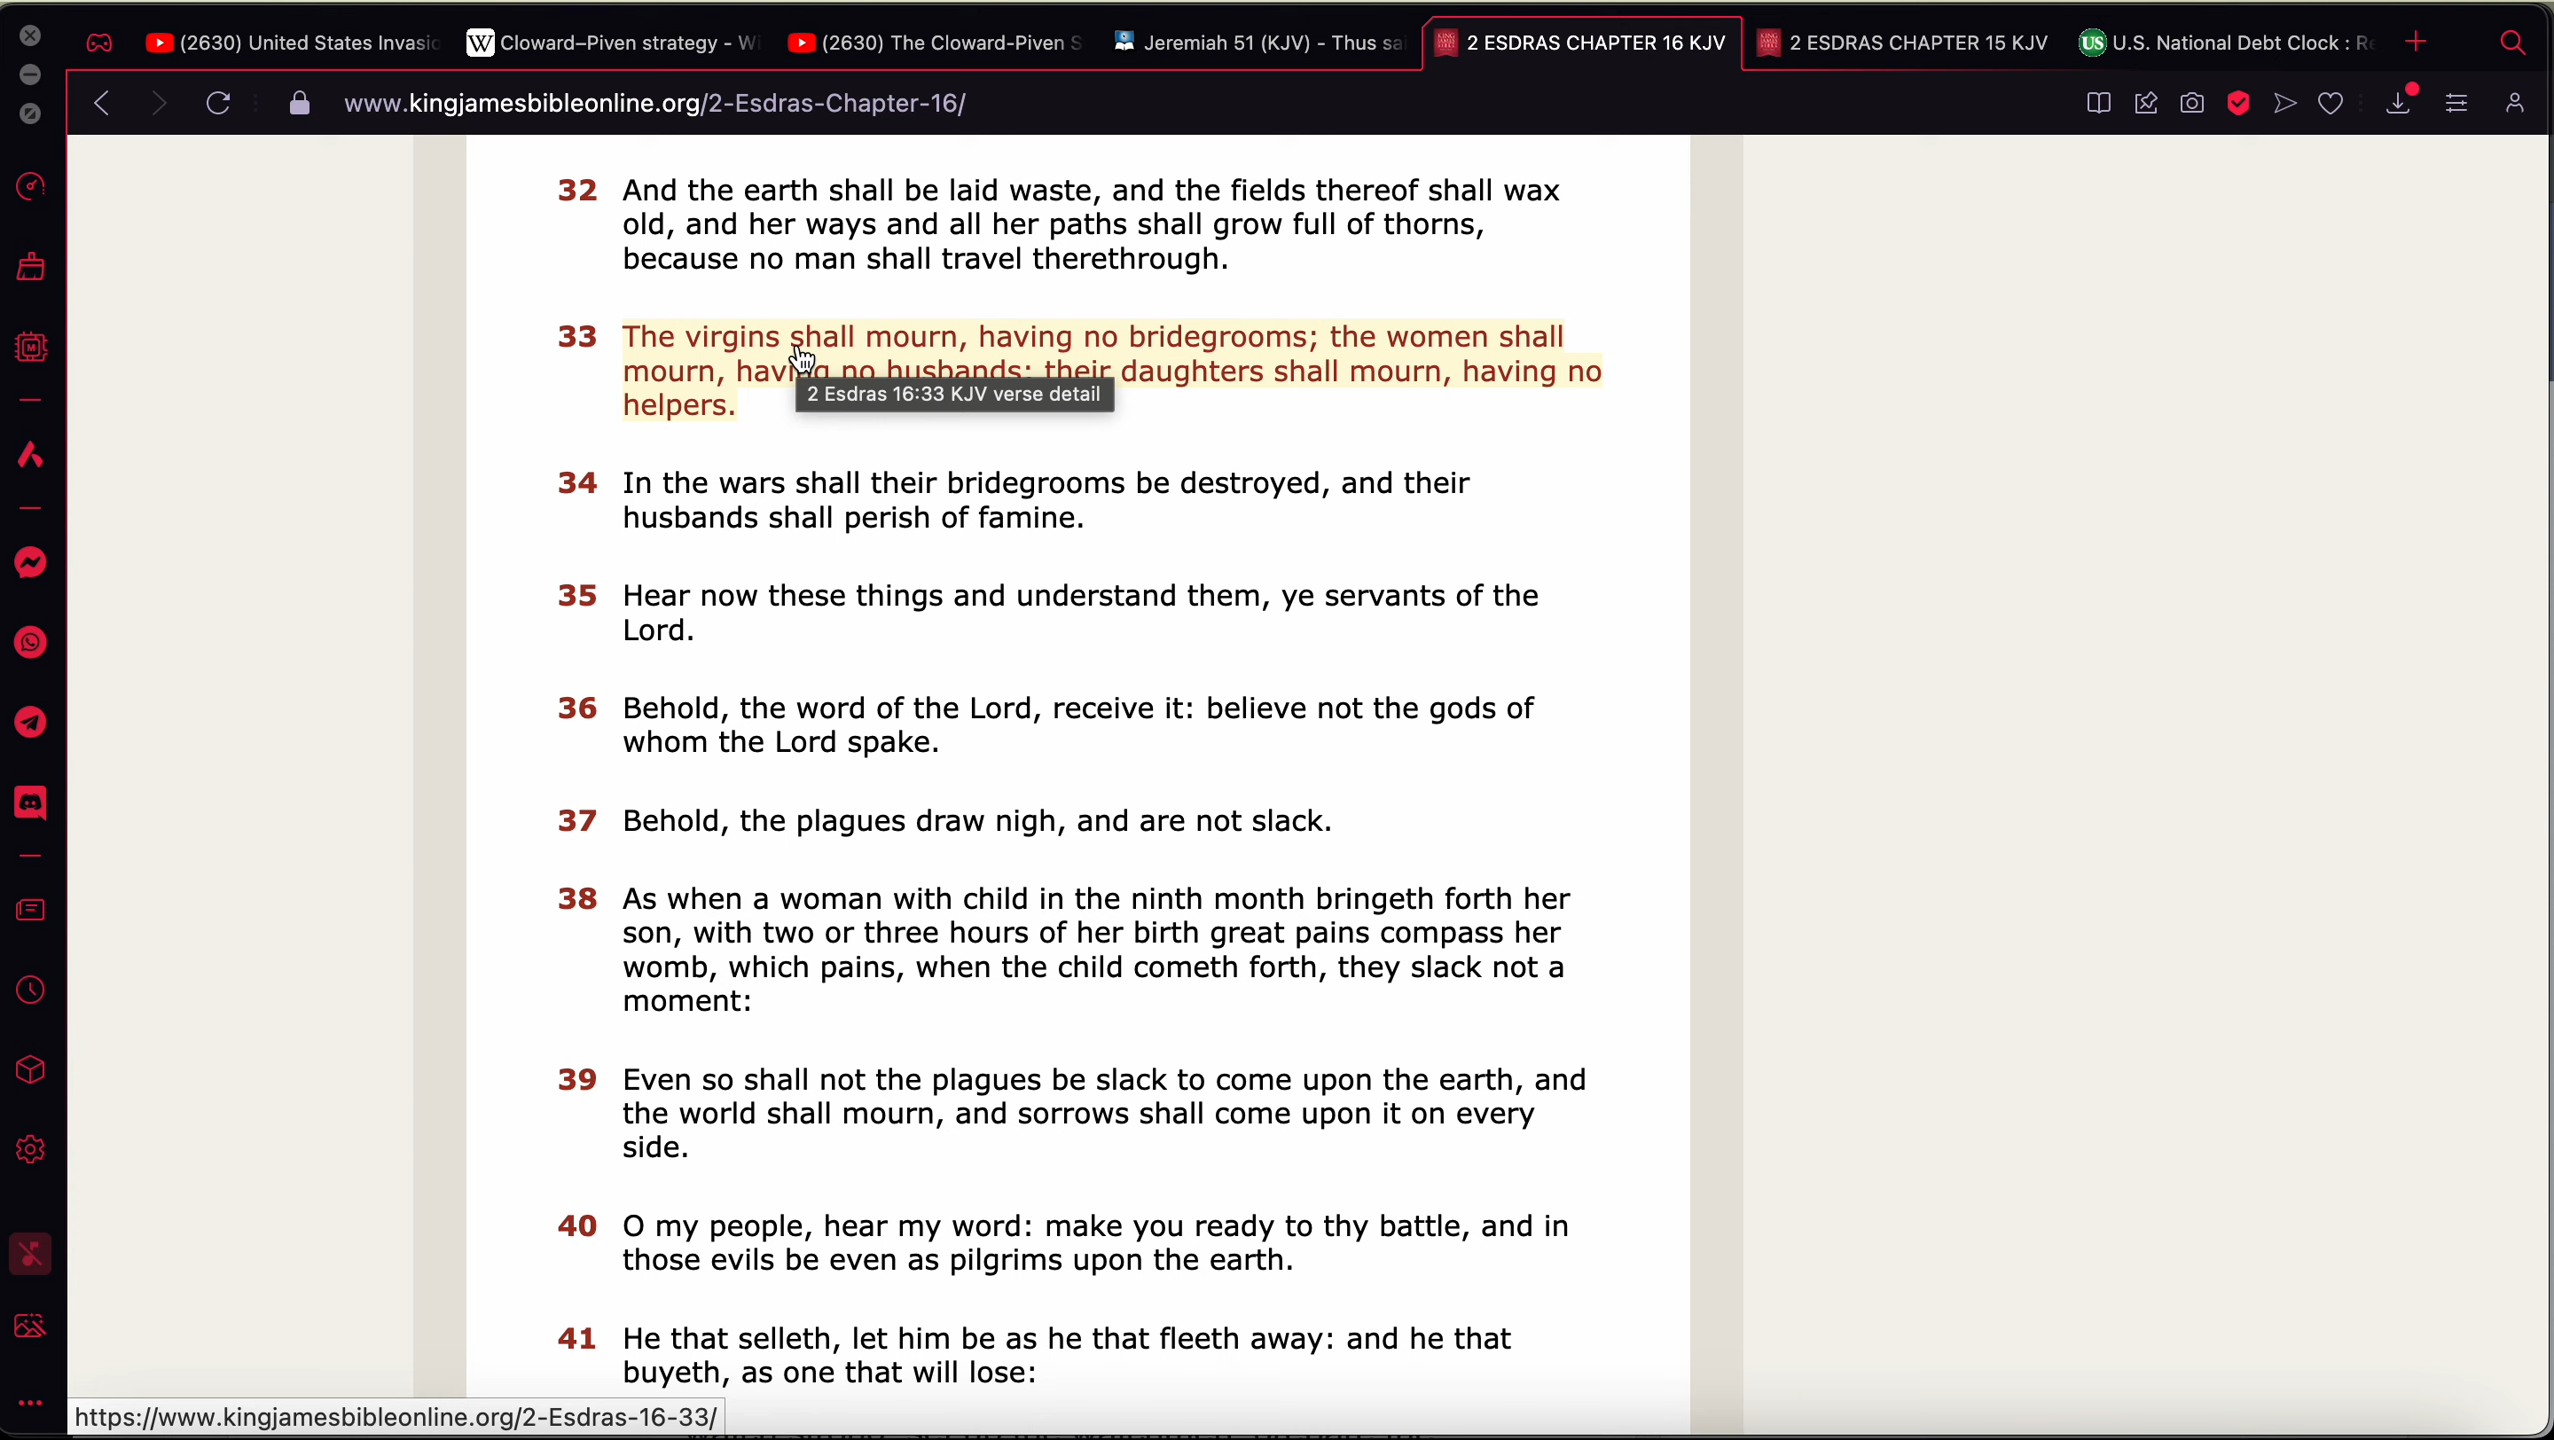 (2630) United States Invasio
W Cloward–Piven strategy - Wi
(2630) The Cloward-Piven S
Jeremiah 51 (KJV) - Thus sai
2 ESDRAS CHAPTER 16 KJV
2 ESDRAS CHAPTER 15 KJV
US U.S. National Debt Clock : Re
www.kingjamesbibleonline.org/2-Esdras-Chapter-16/
32 And the earth shall be laid waste, and the fields thereof shall wax
old, and her ways and all her paths shall grow full of thorns,
because no man shall travel therethrough.
33 The virgins shall mourn, having no bridegrooms; the women shall
mourn, having no husbands; their daughters shall mourn, having no
helpers.
2 Esdras 16:33 KJV verse detail
34 In the wars shall their bridegrooms be destroyed, and their
husbands shall perish of famine.
35 Hear now these things and understand them, ye servants of the
Lord.
36 Behold, the word of the Lord, receive it: believe not the gods of
whom the Lord spake.
37 Behold, the plagues draw nigh, and are not slack.
38 As when a woman with child in the ninth month bringeth forth her
son, with two or three hours of her birth great pains compass her
womb, which pains, when the child cometh forth, they slack not a
moment:
39 Even so shall not the plagues be slack to come upon the earth, and
the world shall mourn, and sorrows shall come upon it on every
side.
40 O my people, hear my word: make you ready to thy battle, and in
those evils be even as pilgrims upon the earth.
41 He that selleth, let him be as he that fleeth away: and he that
buyeth, as one that will lose:
https://www.kingjamesbibleonline.org/2-Esdras-16-33/